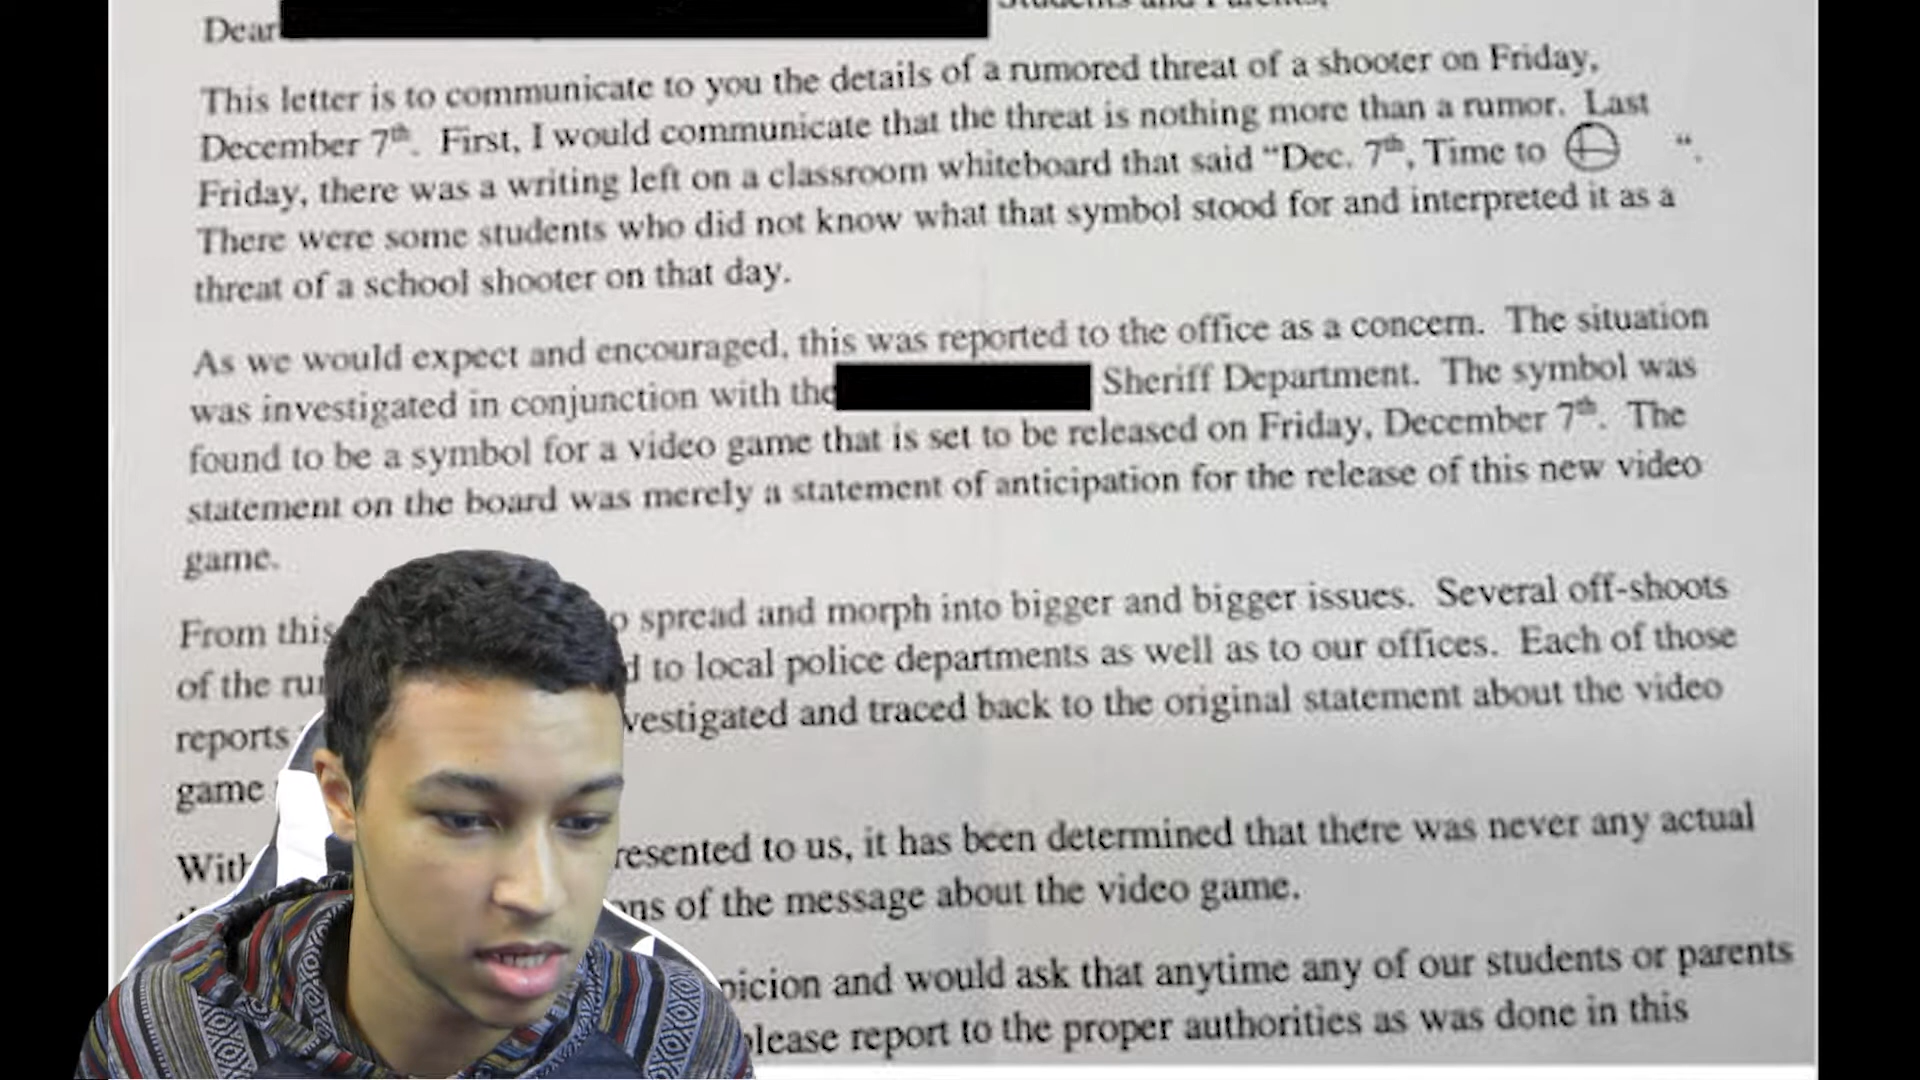 Dear Students and Parents,
This letter is to communicate to you the details of a rumored threat of a shooter on Friday,
December 7th. First, I would communicate that the threat is nothing more than a rumor. Last
Friday, there was a writing left on a classroom whiteboard that said “Dec. 7th, Time to “.
There were some students who did not know what that symbol stood for and interpreted it as a
threat of a school shooter on that day.
As we would expect and encouraged, this was reported to the office as a concern. The situation
was investigated in conjunction with the Sheriff Department. The symbol was
found to be a symbol for a video game that is set to be released on Friday, December 7th. The
statement on the board was merely a statement of anticipation for the release of this new video
game.
From this o spread and morph into bigger and bigger issues. Several off-shoots
of the ru d to local police departments as well as to our offices. Each of those
reports vestigated and traced back to the original statement about the video
game
With resented to us, it has been determined that there was never any actual
ons of the message about the video game.
picion and would ask that anytime any of our students or parents
please report to the proper authorities as was done in this